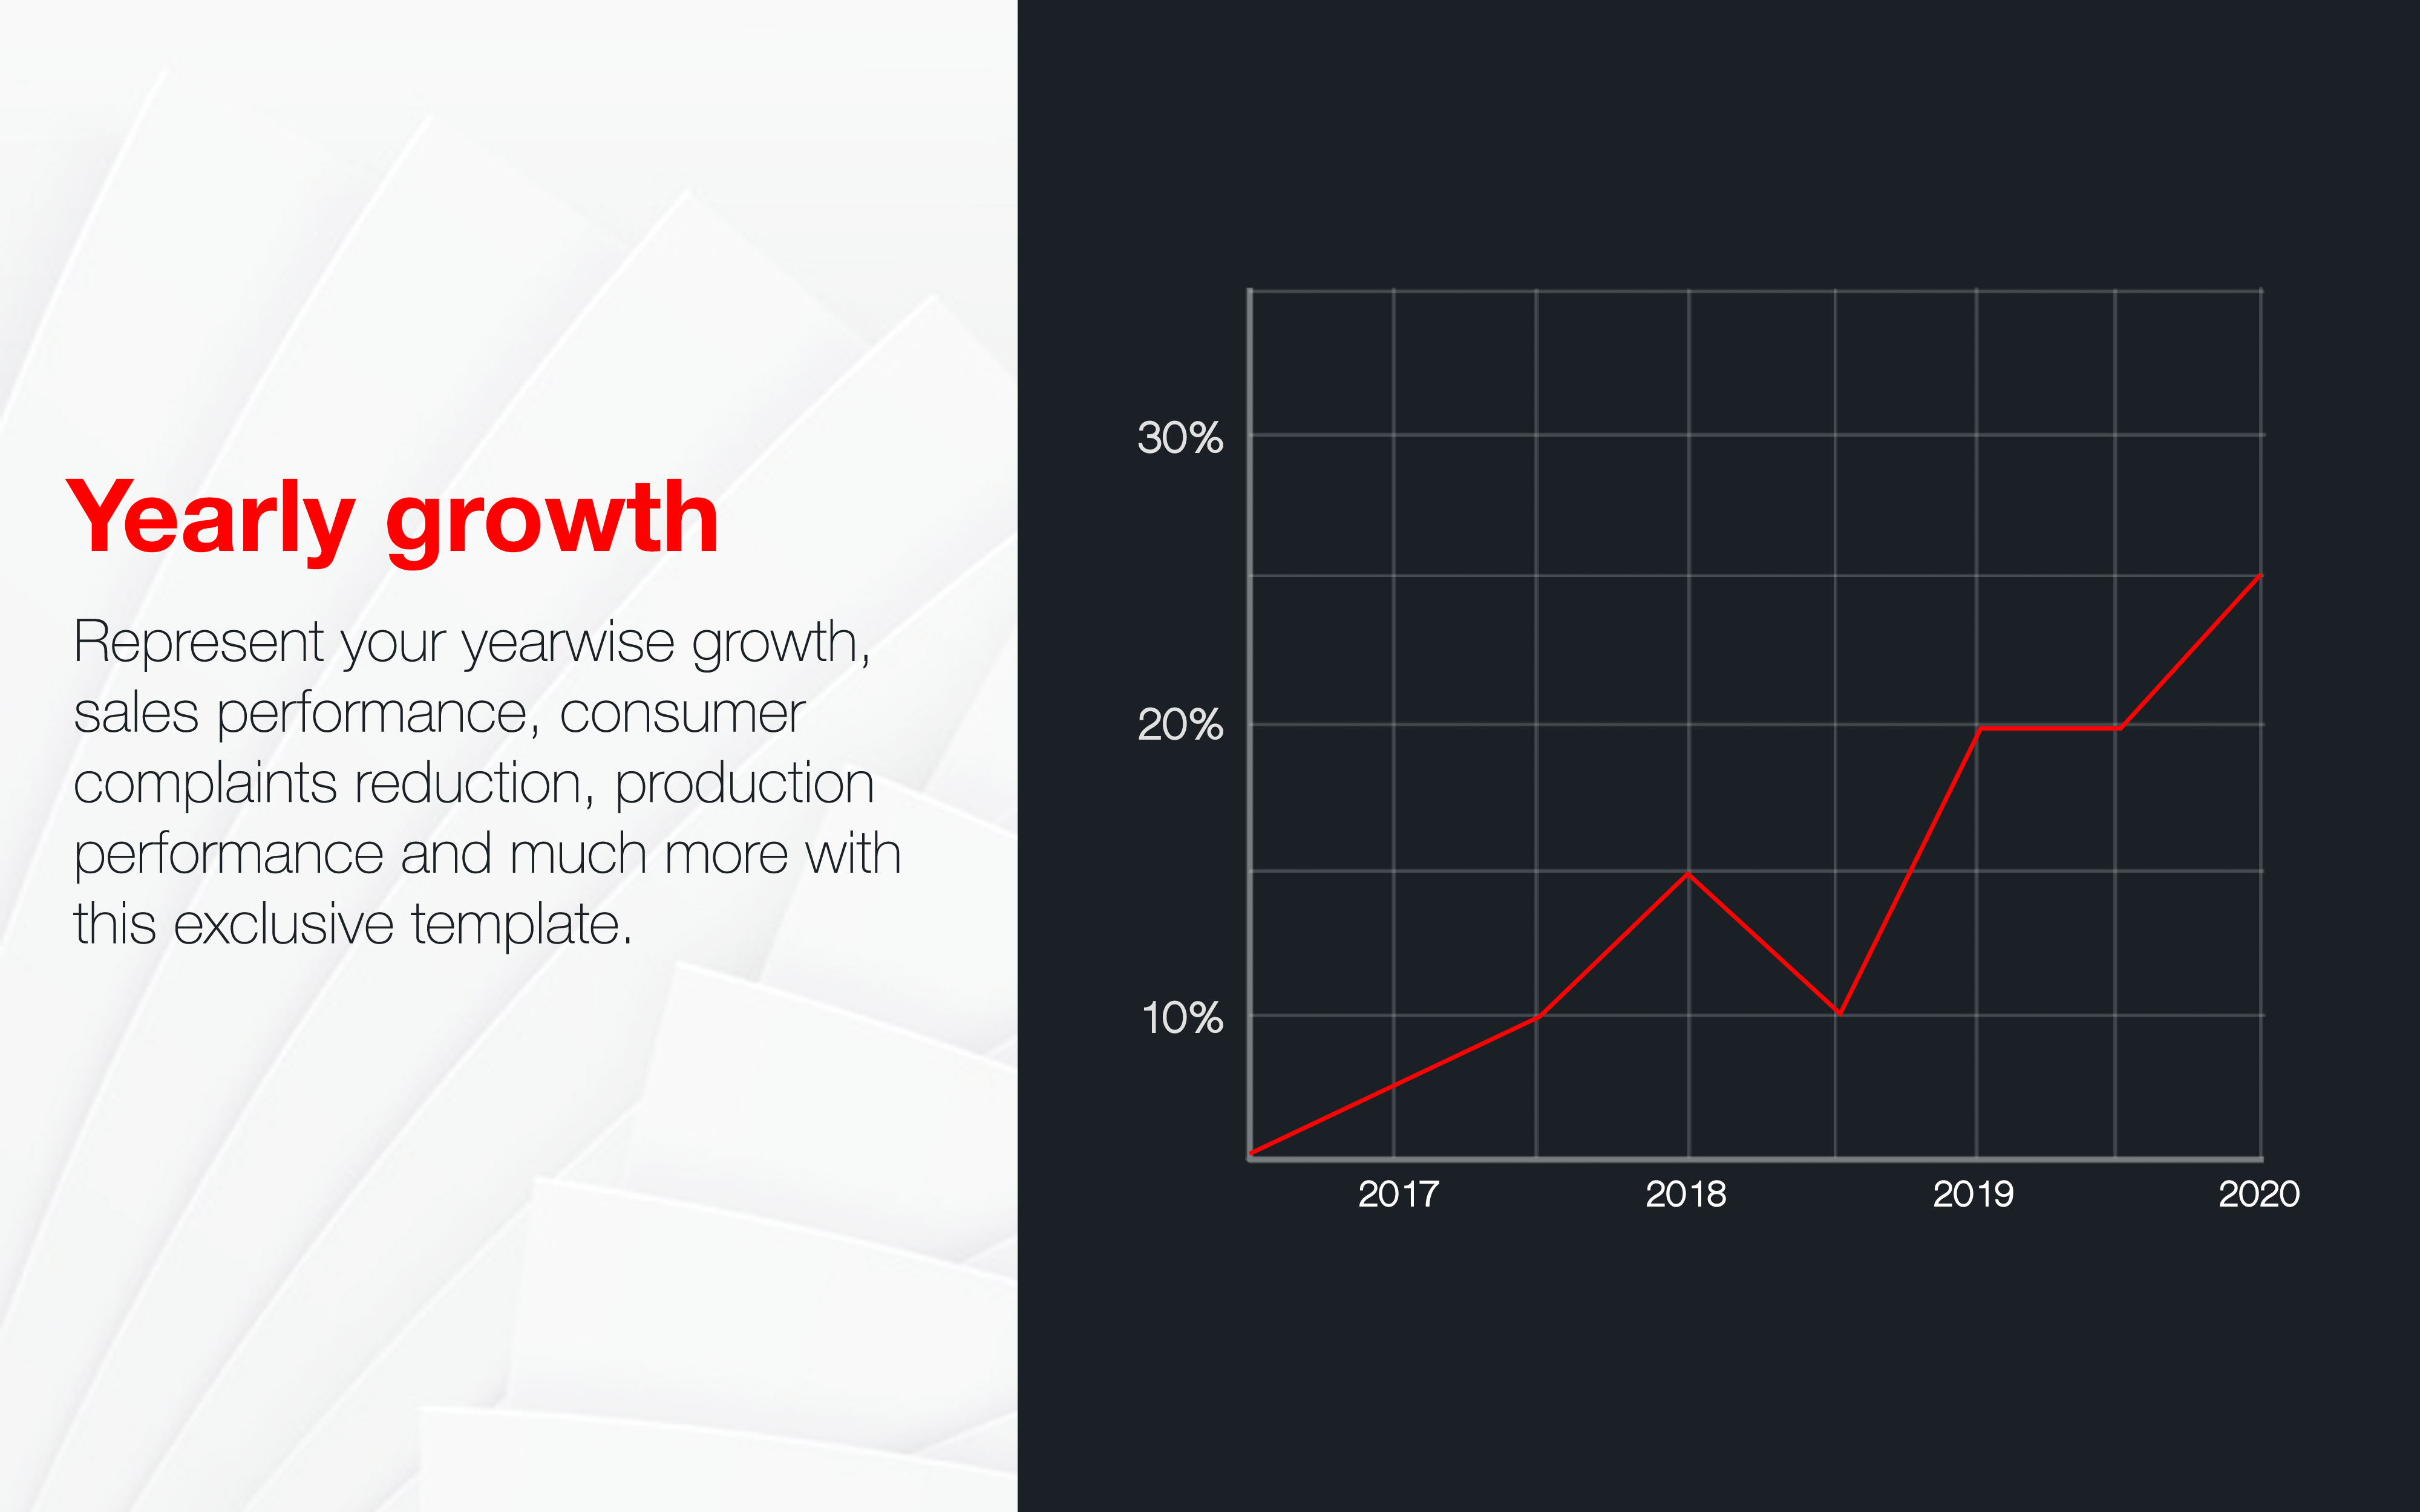 Yearly growth
Represent your yearwise growth,
sales performance, consumer
complaints reduction, production
performance and much more with
this exclusive template.
30%
20%
10%
2017 2018 2019 2020